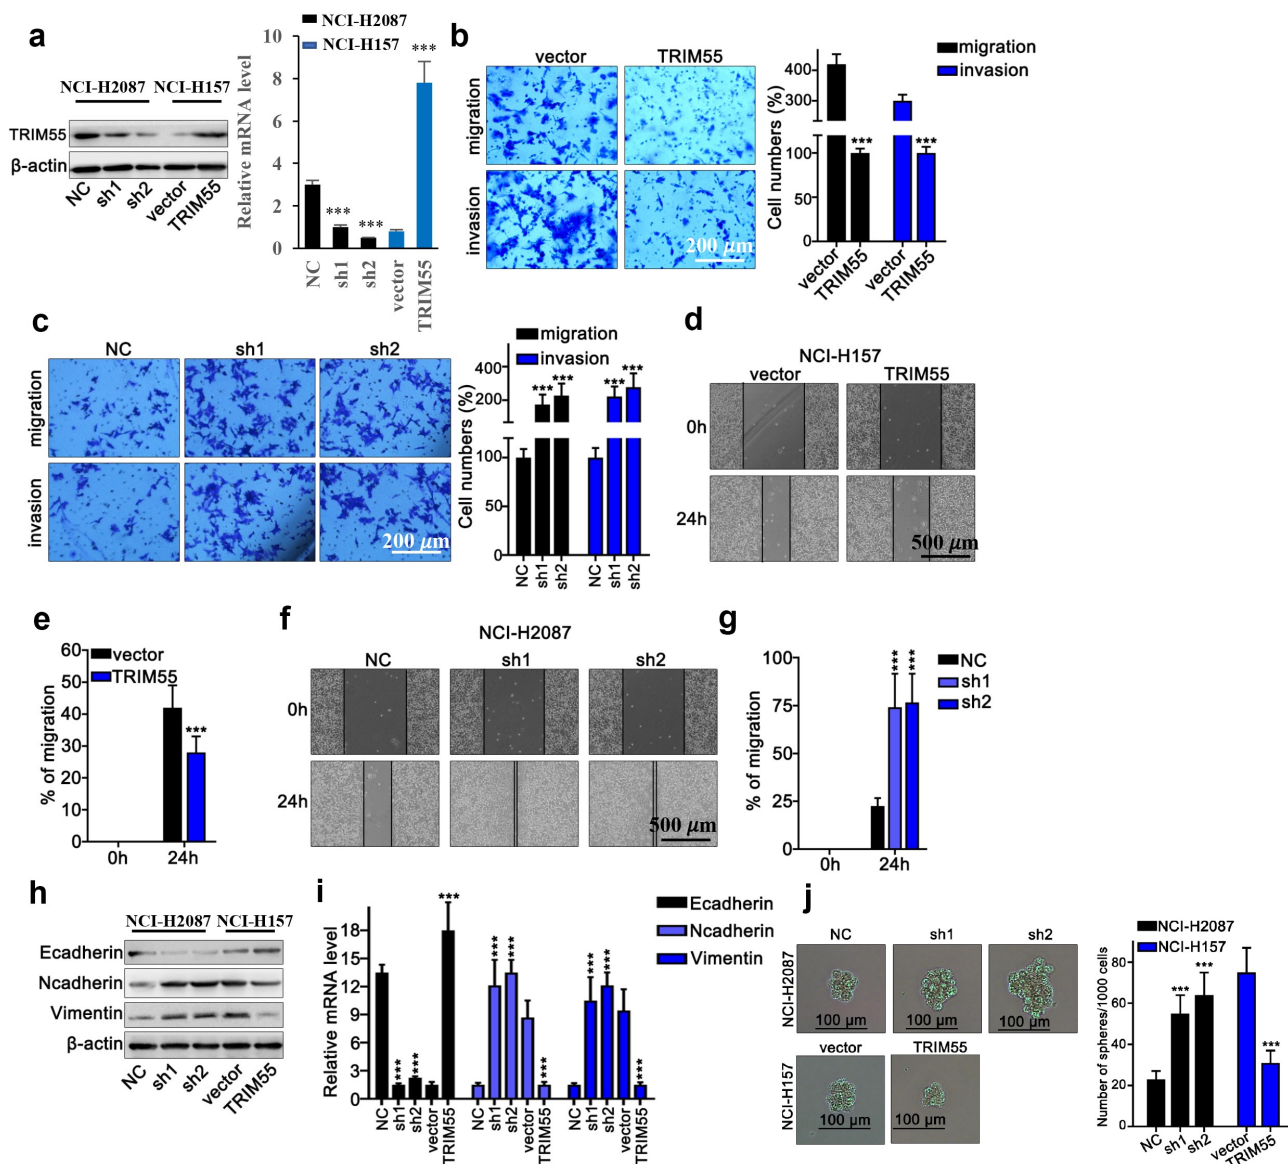 a
NCI-H2087 NCI-H157
TRIM55
β-actin
NC sh1 sh2 vector TRIM55
NCI-H2087
NCI-H157
Relative mRNA level
10
8
6
4
2
0
***
***
***
NC sh1 sh2 vector TRIM55
b
vector TRIM55
migration
invasion
200 μm
migration
invasion
Cell numbers (%)
400
300
100
50
0
***
***
vector TRIM55 vector TRIM55
c
NC sh1 sh2
migration
invasion
200 μm
migration
invasion
Cell numbers (%)
400
200
100
50
0
*** *** *** ***
NC sh1 sh2 NC sh1 sh2
d
NCI-H157
vector TRIM55
0h
24h
500 μm
e
vector
TRIM55
% of migration
60
50
40
30
20
10
0
***
0h 24h
f
NCI-H2087
NC sh1 sh2
0h
24h
500 μm
g
NC
sh1
sh2
% of migration
100
75
50
25
0
*** ***
0h 24h
h
NCI-H2087 NCI-H157
Ecadherin
Ncadherin
Vimentin
β-actin
NC sh1 sh2 vector TRIM55
i
Ecadherin
Ncadherin
Vimentin
Relative mRNA level
18
15
12
9
6
3
0
*** *** *** *** *** *** *** *** ***
NC sh1 sh2 vector TRIM55 NC sh1 sh2 vector TRIM55 NC sh1 sh2 vector TRIM55
j
NC sh1 sh2
NCI-H2087
100 μm 100 μm 100 μm
vector TRIM55
NCI-H157
100 μm 100 μm
NCI-H2087
NCI-H157
Number of spheres/1000 cells
80
60
40
20
0
*** *** ***
NC sh1 sh2 vector TRIM55